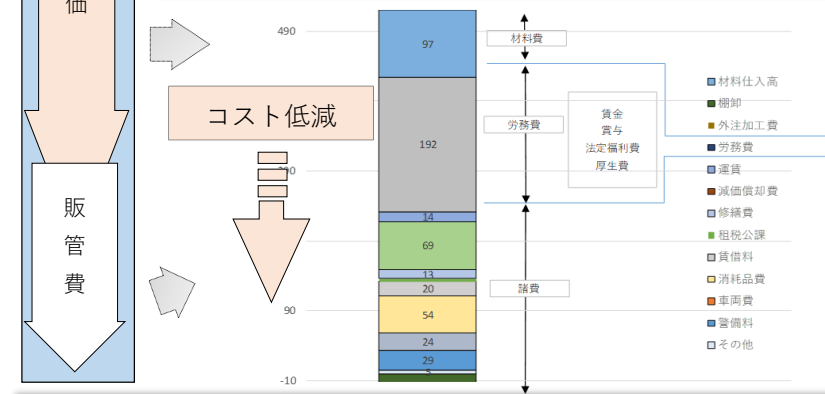 価
販
管
費
コスト低減
490
90
-10
97
192
14
69
13
20
54
24
29
5
材料費
労務費
諸費
賃金
賞与
法定福利費
厚生費
材料仕入高
棚卸
外注加工費
労務費
運賃
減価償却費
修繕費
租税公課
賃借料
消耗品費
車両費
警備料
その他